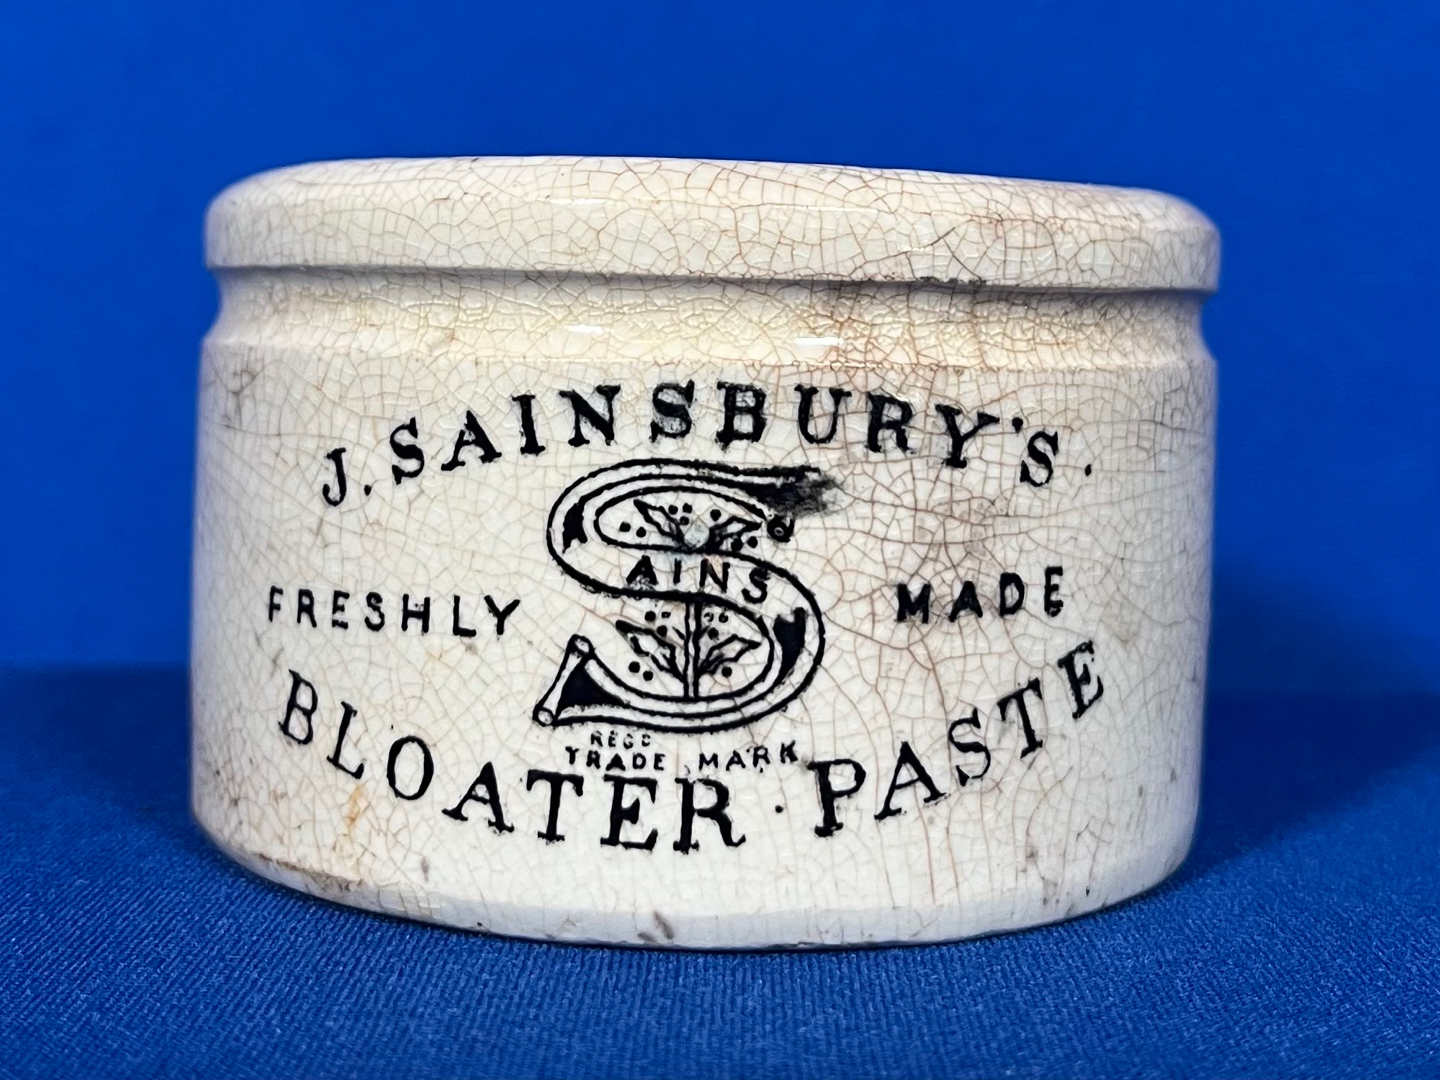 J. SAINSBURY'S.
SAINS
FRESHLY MADE
REGD
TRADE MARK
BLOATER · PASTE